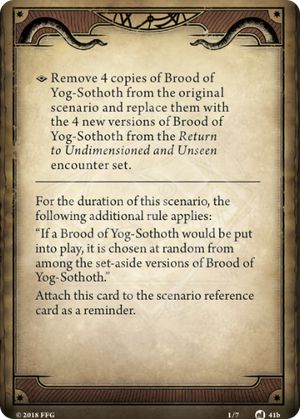 Remove 4 copies of Brood of
Yog-Sothoth from the original
scenario and replace them with
the 4 new versions of Brood of
Yog-Sothoth from the Return
to Undimensioned and Unseen
encounter set.
For the duration of this scenario, the
following additional rule applies:
“If a Brood of Yog-Sothoth would be put
into play, it is chosen at random from
among the set-aside versions of Brood of
Yog-Sothoth.”
Attach this card to the scenario reference
card as a reminder.
© 2018 FFG
1/7
41b